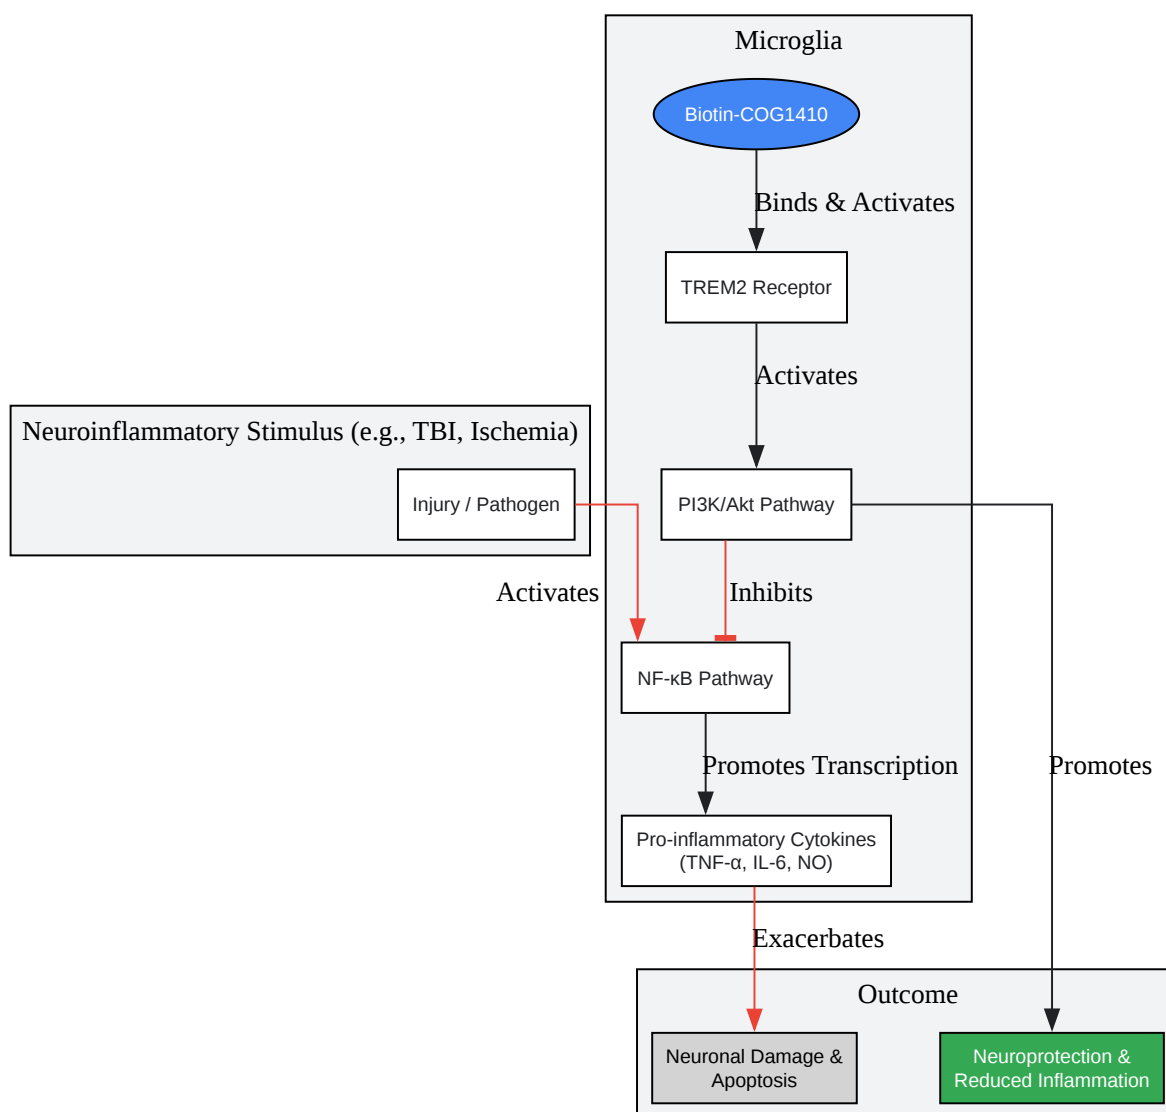 Microglia
Biotin-COG1410
Binds & Activates
TREM2 Receptor
Activates
Neuroinflammatory Stimulus (e.g., TBI, Ischemia)
Injury / Pathogen
PI3K/Akt Pathway
Activates
Inhibits
NF-κB Pathway
Promotes Transcription
Promotes
Pro-inflammatory Cytokines
(TNF-α, IL-6, NO)
Exacerbates
Outcome
Neuronal Damage &
Apoptosis
Neuroprotection &
Reduced Inflammation